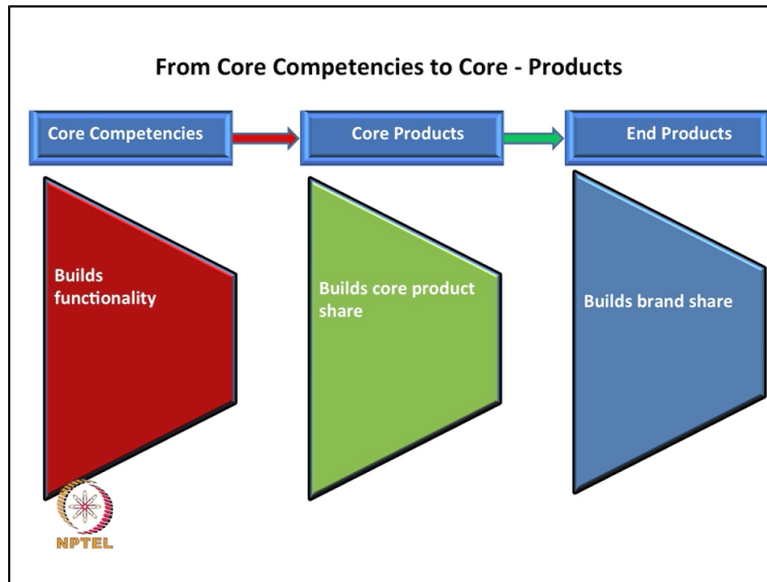 From Core Competencies to Core - Products
Core Competencies
Core Products
End Products
Builds
functionality
Builds core product
share
Builds brand share
NPTEL